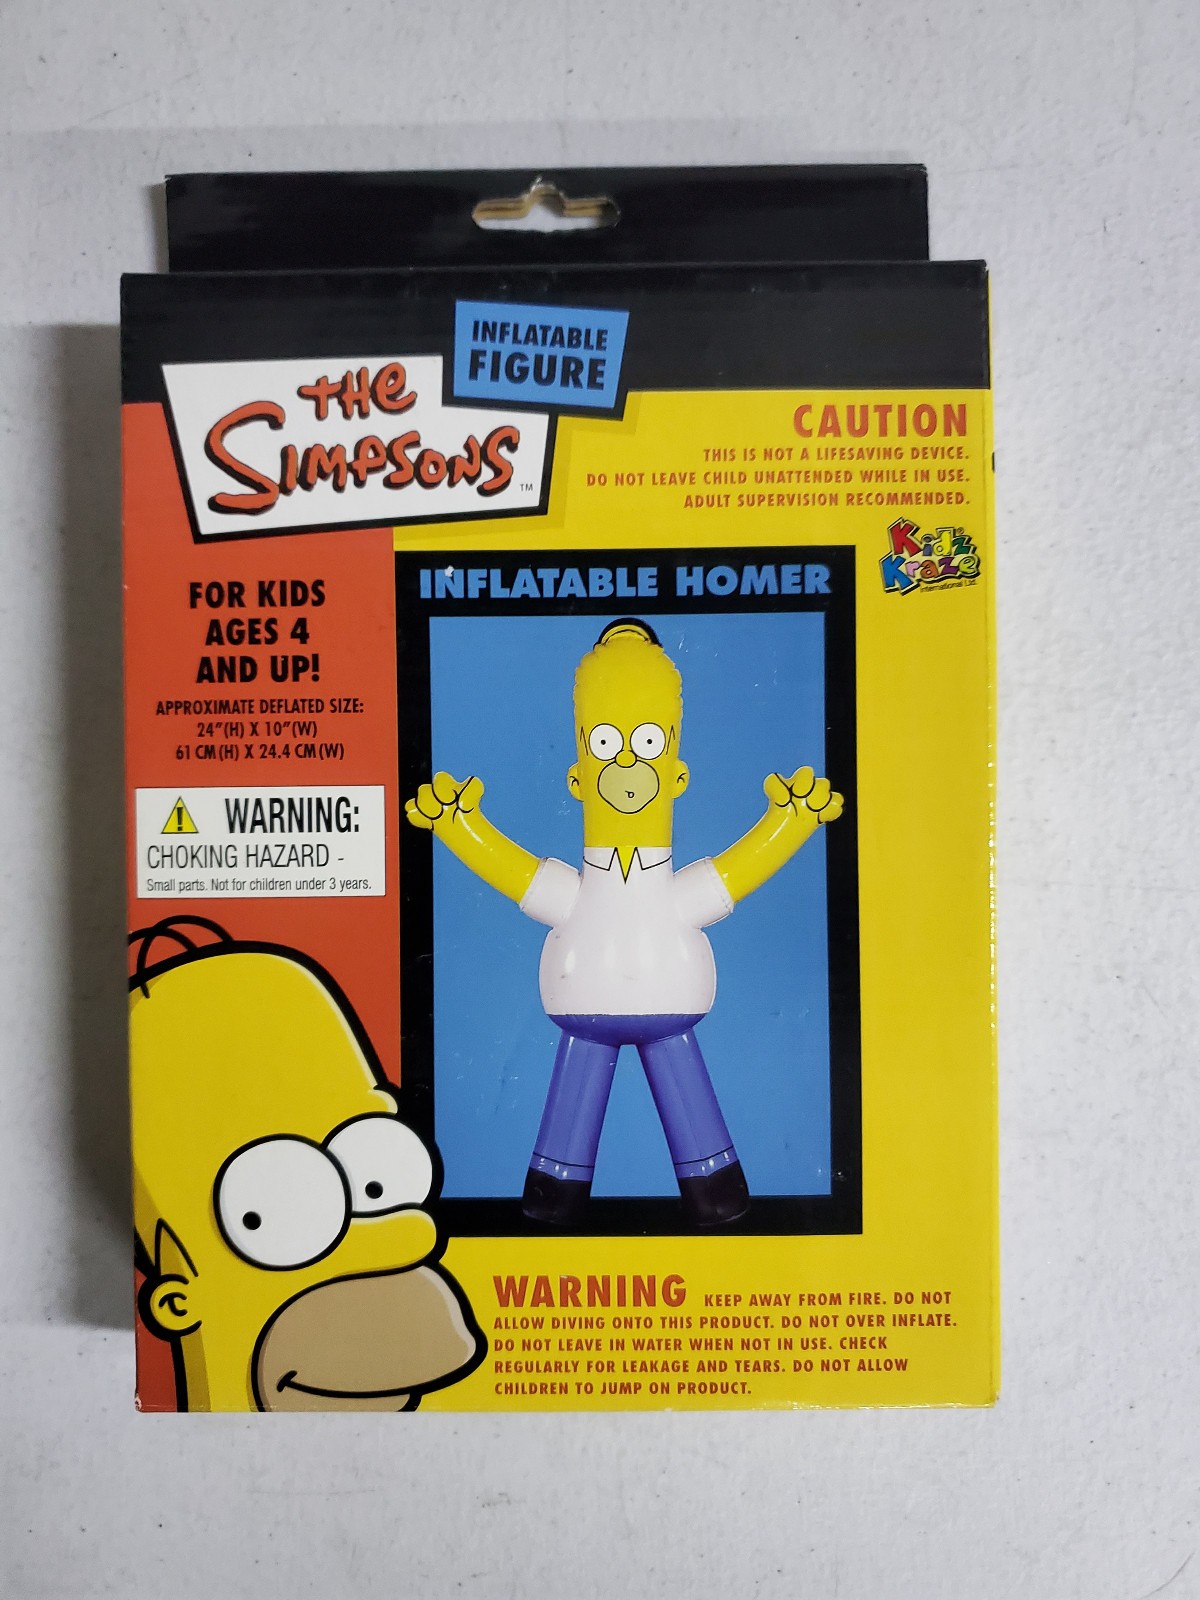 INFLATABLE
FIGURE
THE
SIMPSONS
TM
CAUTION
THIS IS NOT A LIFESAVING DEVICE.
DO NOT LEAVE CHILD UNATTENDED WHILE IN USE.
ADULT SUPERVISION RECOMMENDED.
Kidz
Kraze
International Ltd.
FOR KIDS
AGES 4
AND UP!
APPROXIMATE DEFLATED SIZE:
24"(H) X 10"(W)
61 CM(H) X 24.4 CM(W)
WARNING:
CHOKING HAZARD -
Small parts. Not for children under 3 years.
INFLATABLE HOMER
WARNING KEEP AWAY FROM FIRE. DO NOT
ALLOW DIVING ONTO THIS PRODUCT. DO NOT OVER INFLATE.
DO NOT LEAVE IN WATER WHEN NOT IN USE. CHECK
REGULARLY FOR LEAKAGE AND TEARS. DO NOT ALLOW
CHILDREN TO JUMP ON PRODUCT.